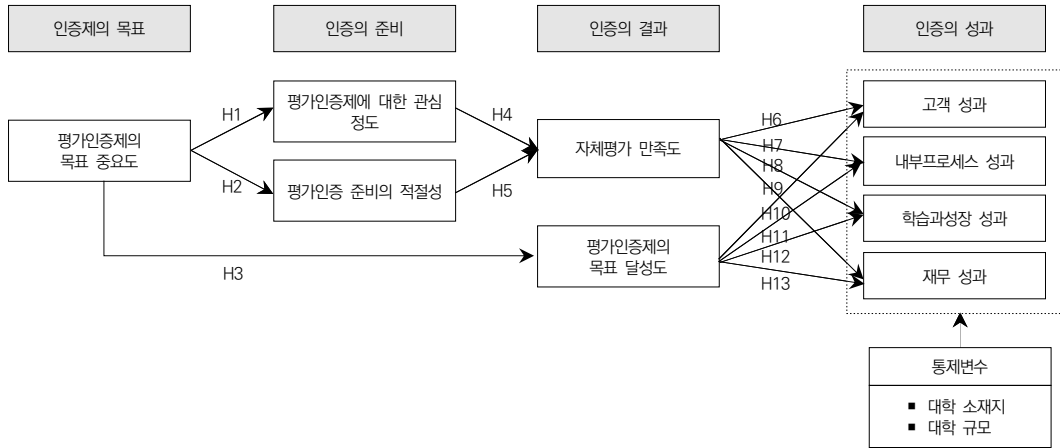 인증제의 목표
인증의 준비
인증의 결과
인증의 성과
평가인증제의
목표 중요도
H1
H2
H3
평가인증제에 대한 관심
정도
평가인증 준비의 적절성
H4
H5
자체평가 만족도
평가인증제의
목표 달성도
H6
H7
H8
H9
H10
H11
H12
H13
고객 성과
내부프로세스 성과
학습과성장 성과
재무 성과
통제변수
▪ 대학 소재지
▪ 대학 규모